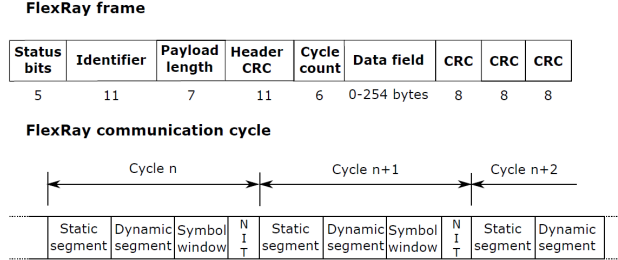 FlexRay frame
Status bits Identifier Payload length Header CRC Cycle count Data field CRC CRC CRC
5 11 7 11 6 0-254 bytes 8 8 8
FlexRay communication cycle
Cycle n Cycle n+1 Cycle n+2
Static segment Dynamic segment Symbol window NIT Static segment Dynamic segment Symbol window NIT Static segment Dynamic segment